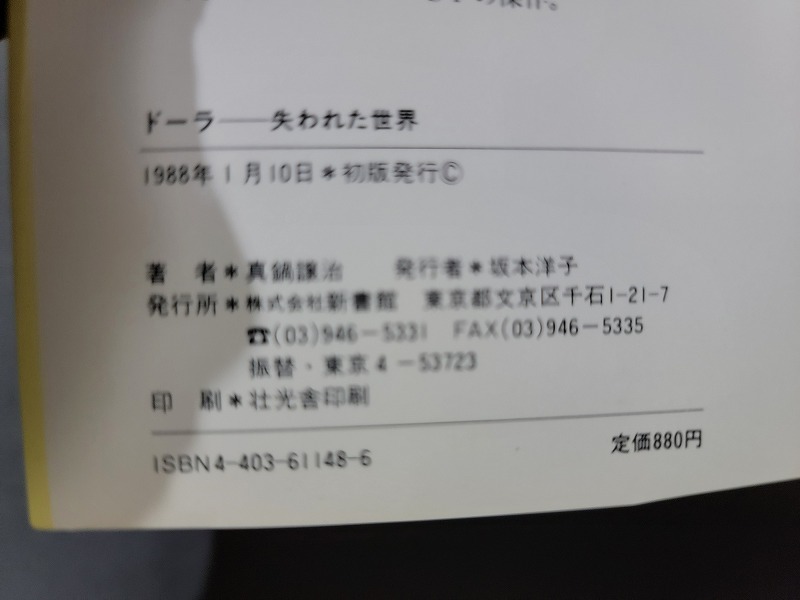 の傑作。
ドーラ──失われた世界
1988年1月10日＊初版発行©
著　者＊真鍋譲治　　発行者＊坂本洋子
発行所＊株式会社新書館　東京都文京区千石1-21-7
☎(03)946-5331　FAX(03)946-5335
振替・東京4-53723
印　刷＊壮光舎印刷
ISBN4-403-61148-6
定価880円